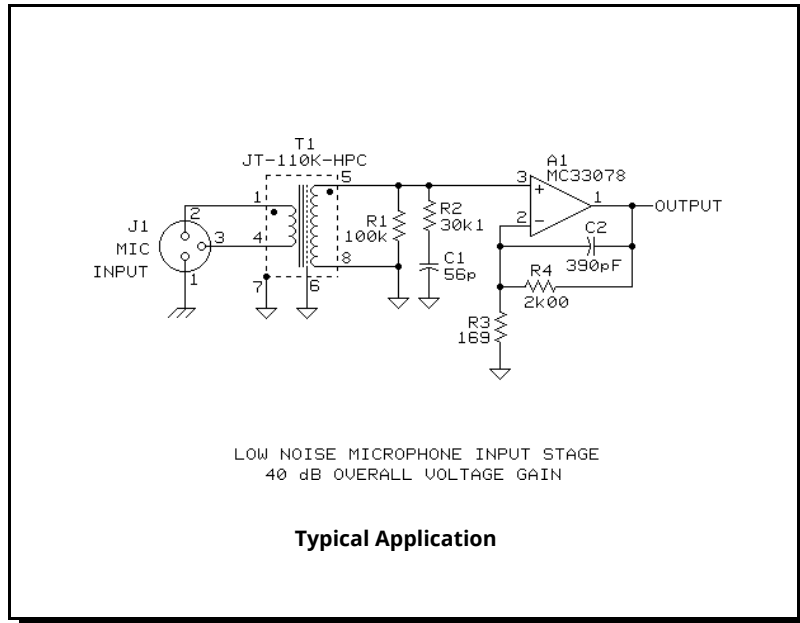 T1
JT-110K-HPC
A1
MC33078
J1
MIC
INPUT
1
2
3
4
1
5
8
7
6
R1
100k
R2
30k1
C1
56p
3
+
2
−
1
OUTPUT
C2
390pF
R4
2k00
R3
169
LOW NOISE MICROPHONE INPUT STAGE
40 dB OVERALL VOLTAGE GAIN
Typical Application